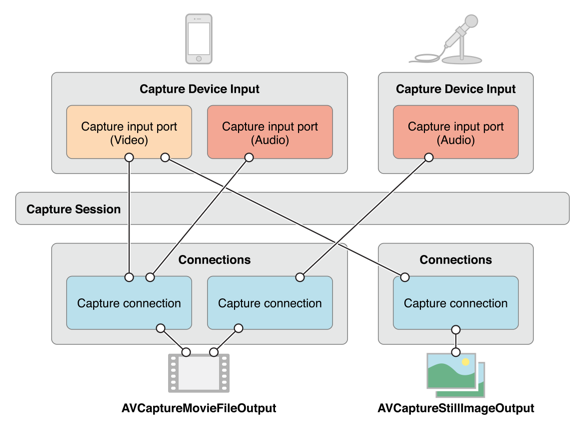 Capture Device Input
Capture Device Input
Capture input port
(Video)
Capture input port
(Audio)
Capture input port
(Audio)
Capture Session
Connections
Connections
Capture connection
Capture connection
Capture connection
AVCaptureMovieFileOutput
AVCaptureStillImageOutput